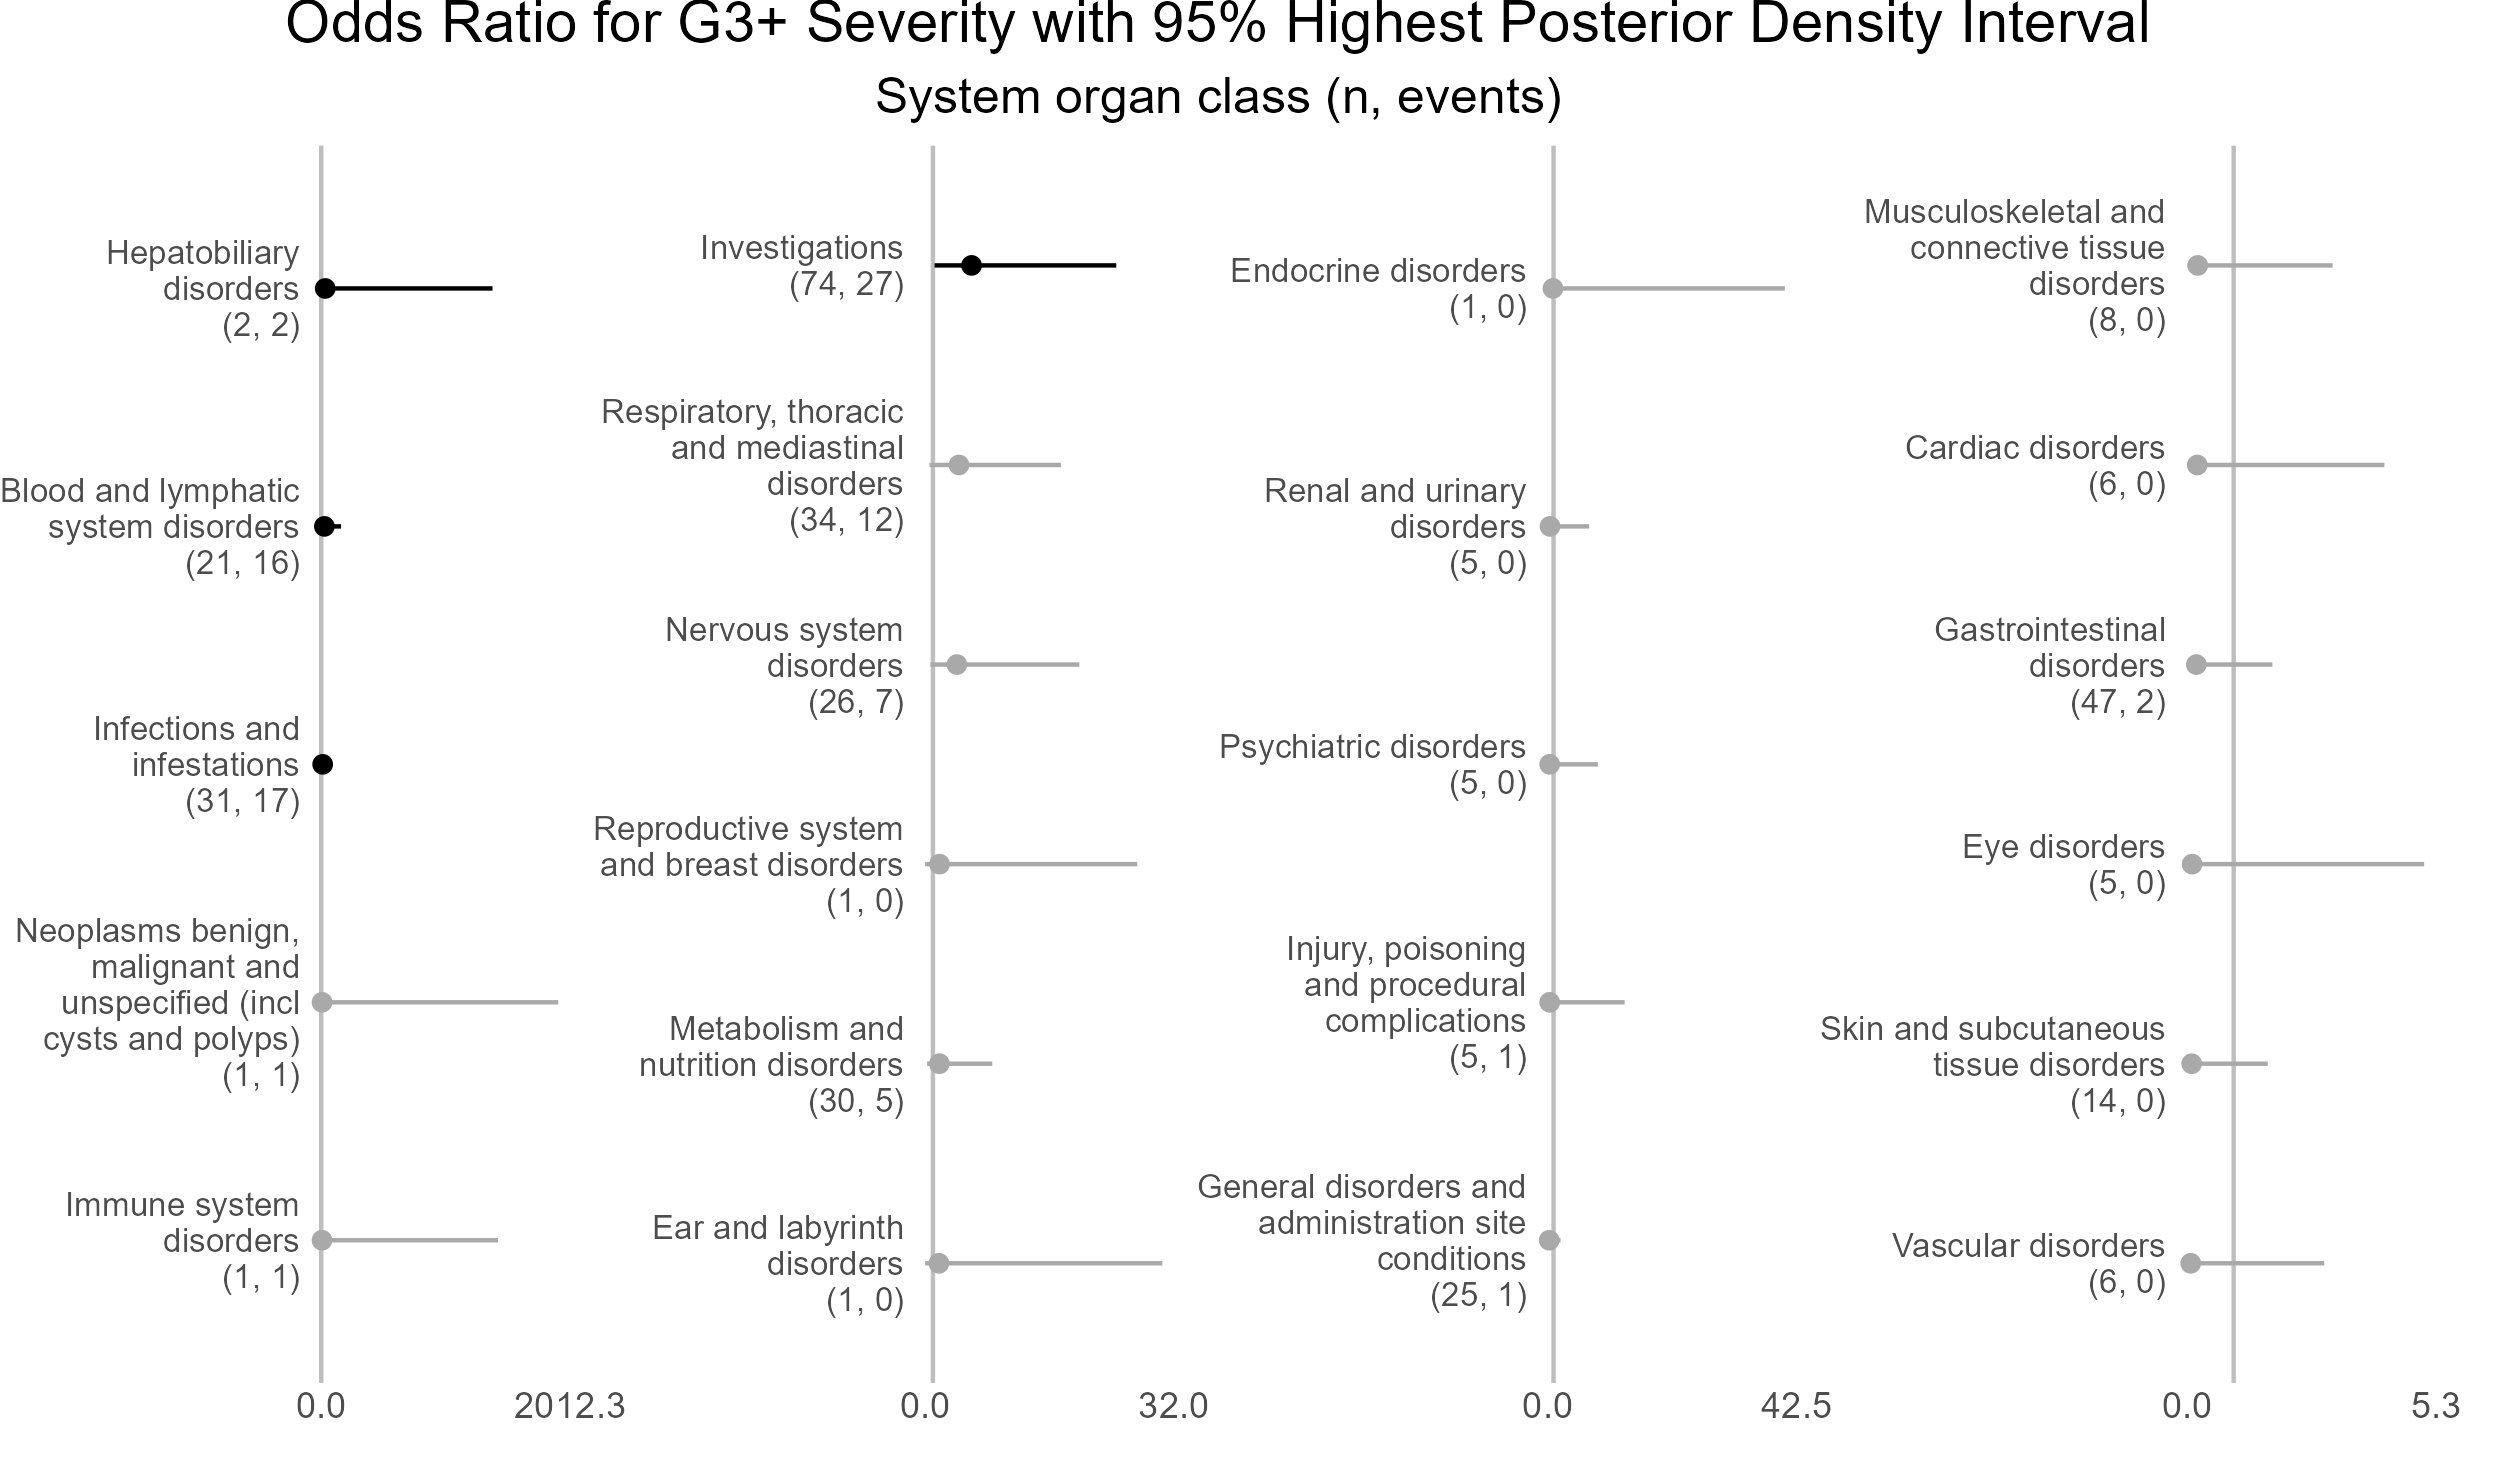 Odds Ratio for G3+ Severity with 95% Highest Posterior Density Interval
System organ class (n, events)
Hepatobiliary
disorders
(2, 2)
Blood and lymphatic
system disorders
(21, 16)
Infections and
infestations
(31, 17)
Neoplasms benign,
malignant and
unspecified (incl
cysts and polyps)
(1, 1)
Immune system
disorders
(1, 1)
0.0
2012.3
Investigations
(74, 27)
Respiratory, thoracic
and mediastinal
disorders
(34, 12)
Nervous system
disorders
(26, 7)
Reproductive system
and breast disorders
(1, 0)
Metabolism and
nutrition disorders
(30, 5)
Ear and labyrinth
disorders
(1, 0)
0.0
32.0
Endocrine disorders
(1, 0)
Renal and urinary
disorders
(5, 0)
Psychiatric disorders
(5, 0)
Injury, poisoning
and procedural
complications
(5, 1)
General disorders and
administration site
conditions
(25, 1)
0.0
42.5
Musculoskeletal and
connective tissue
disorders
(8, 0)
Cardiac disorders
(6, 0)
Gastrointestinal
disorders
(47, 2)
Eye disorders
(5, 0)
Skin and subcutaneous
tissue disorders
(14, 0)
Vascular disorders
(6, 0)
0.0
5.3